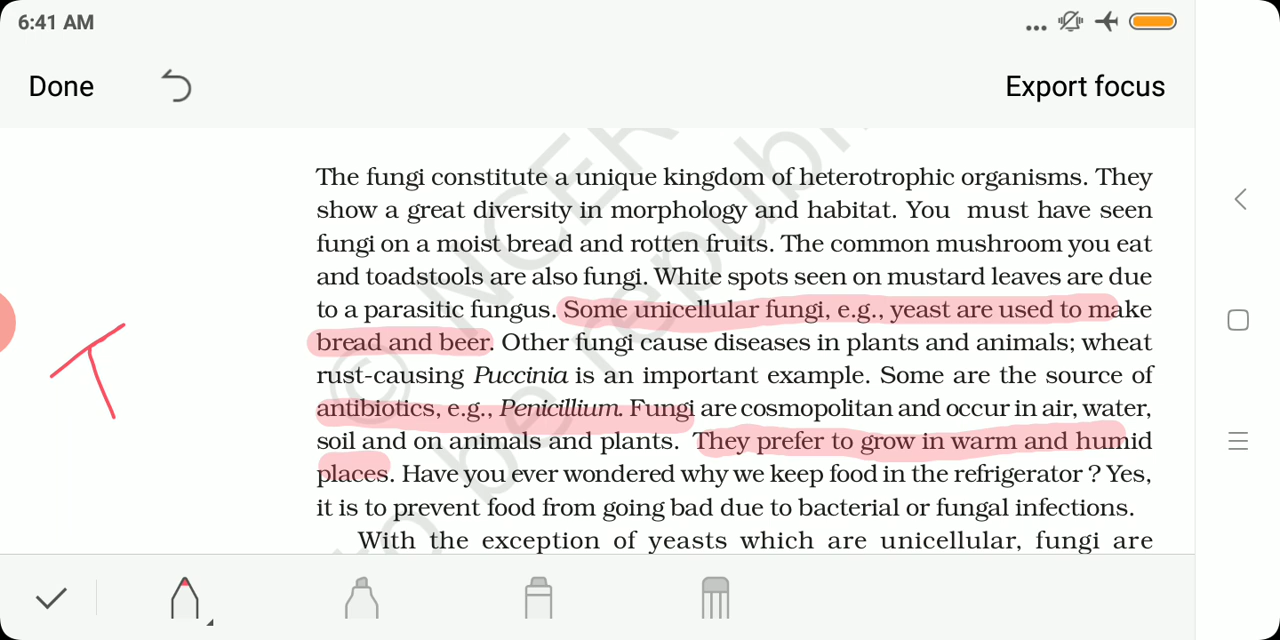 6:41 AM
Done
Export focus
The fungi constitute a unique kingdom of heterotrophic organisms. They
show a great diversity in morphology and habitat. You must have seen
fungi on a moist bread and rotten fruits. The common mushroom you eat
and toadstools are also fungi. White spots seen on mustard leaves are due
to a parasitic fungus. Some unicellular fungi, e.g., yeast are used to make
bread and beer. Other fungi cause diseases in plants and animals; wheat
rust-causing Puccinia is an important example. Some are the source of
antibiotics, e.g., Penicillium. Fungi are cosmopolitan and occur in air, water,
soil and on animals and plants. They prefer to grow in warm and humid
places. Have you ever wondered why we keep food in the refrigerator ? Yes,
it is to prevent food from going bad due to bacterial or fungal infections.
With the exception of yeasts which are unicellular, fungi are
T
© NCER
to be republi